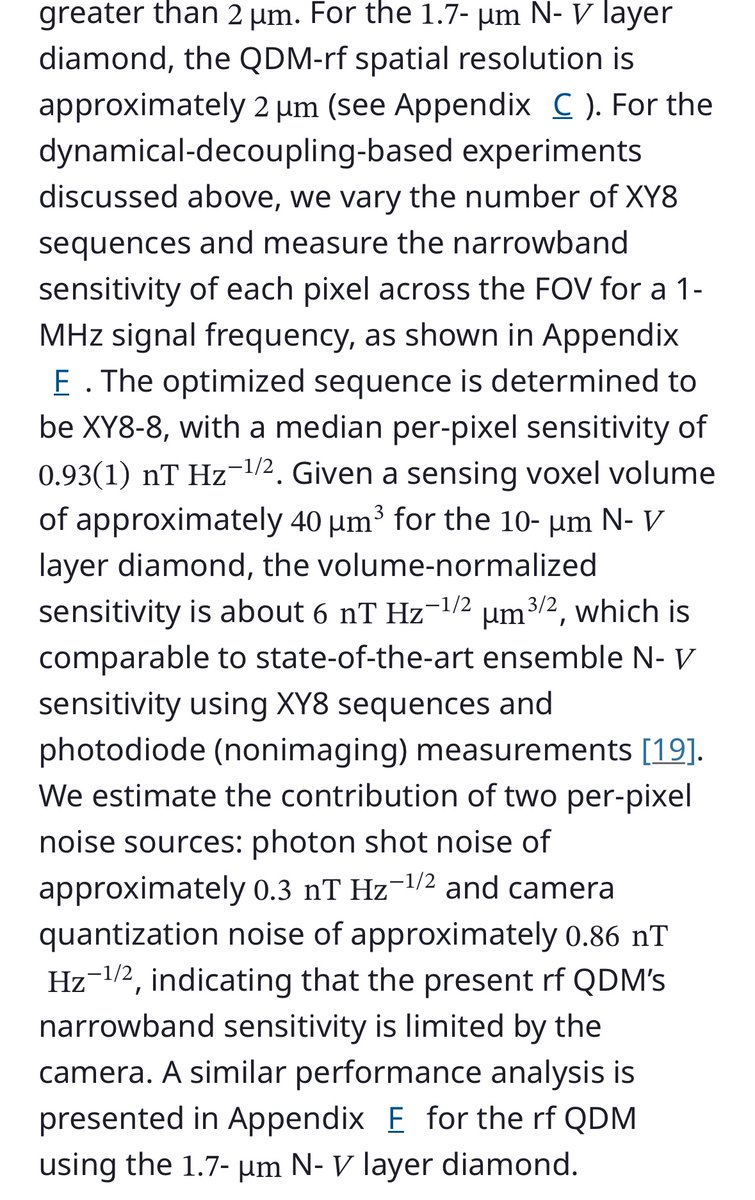 greater than 2 μm. For the 1.7- μm N- V layer
diamond, the QDM-rf spatial resolution is
approximately 2 μm (see Appendix C ). For the
dynamical-decoupling-based experiments
discussed above, we vary the number of XY8
sequences and measure the narrowband
sensitivity of each pixel across the FOV for a 1-
MHz signal frequency, as shown in Appendix
F . The optimized sequence is determined to
be XY8-8, with a median per-pixel sensitivity of
0.93(1) nT Hz⁻¹/². Given a sensing voxel volume
of approximately 40 μm³ for the 10- μm N- V
layer diamond, the volume-normalized
sensitivity is about 6 nT Hz⁻¹/² μm³/², which is
comparable to state-of-the-art ensemble N- V
sensitivity using XY8 sequences and
photodiode (nonimaging) measurements [19].
We estimate the contribution of two per-pixel
noise sources: photon shot noise of
approximately 0.3 nT Hz⁻¹/² and camera
quantization noise of approximately 0.86 nT
Hz⁻¹/², indicating that the present rf QDM’s
narrowband sensitivity is limited by the
camera. A similar performance analysis is
presented in Appendix F for the rf QDM
using the 1.7- μm N- V layer diamond.